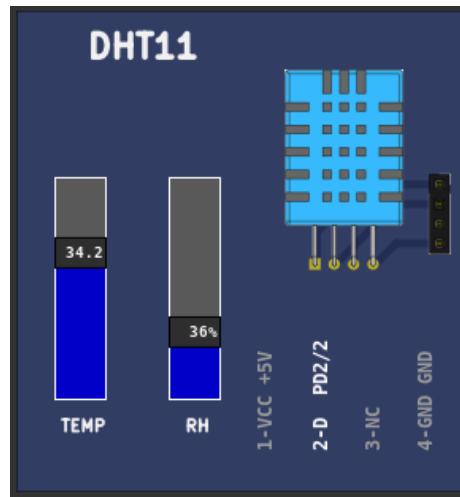 DHT11
34.2
36%
TEMP
RH
1-VCC +5V
2-D PD2/2
3-NC
4-GND GND